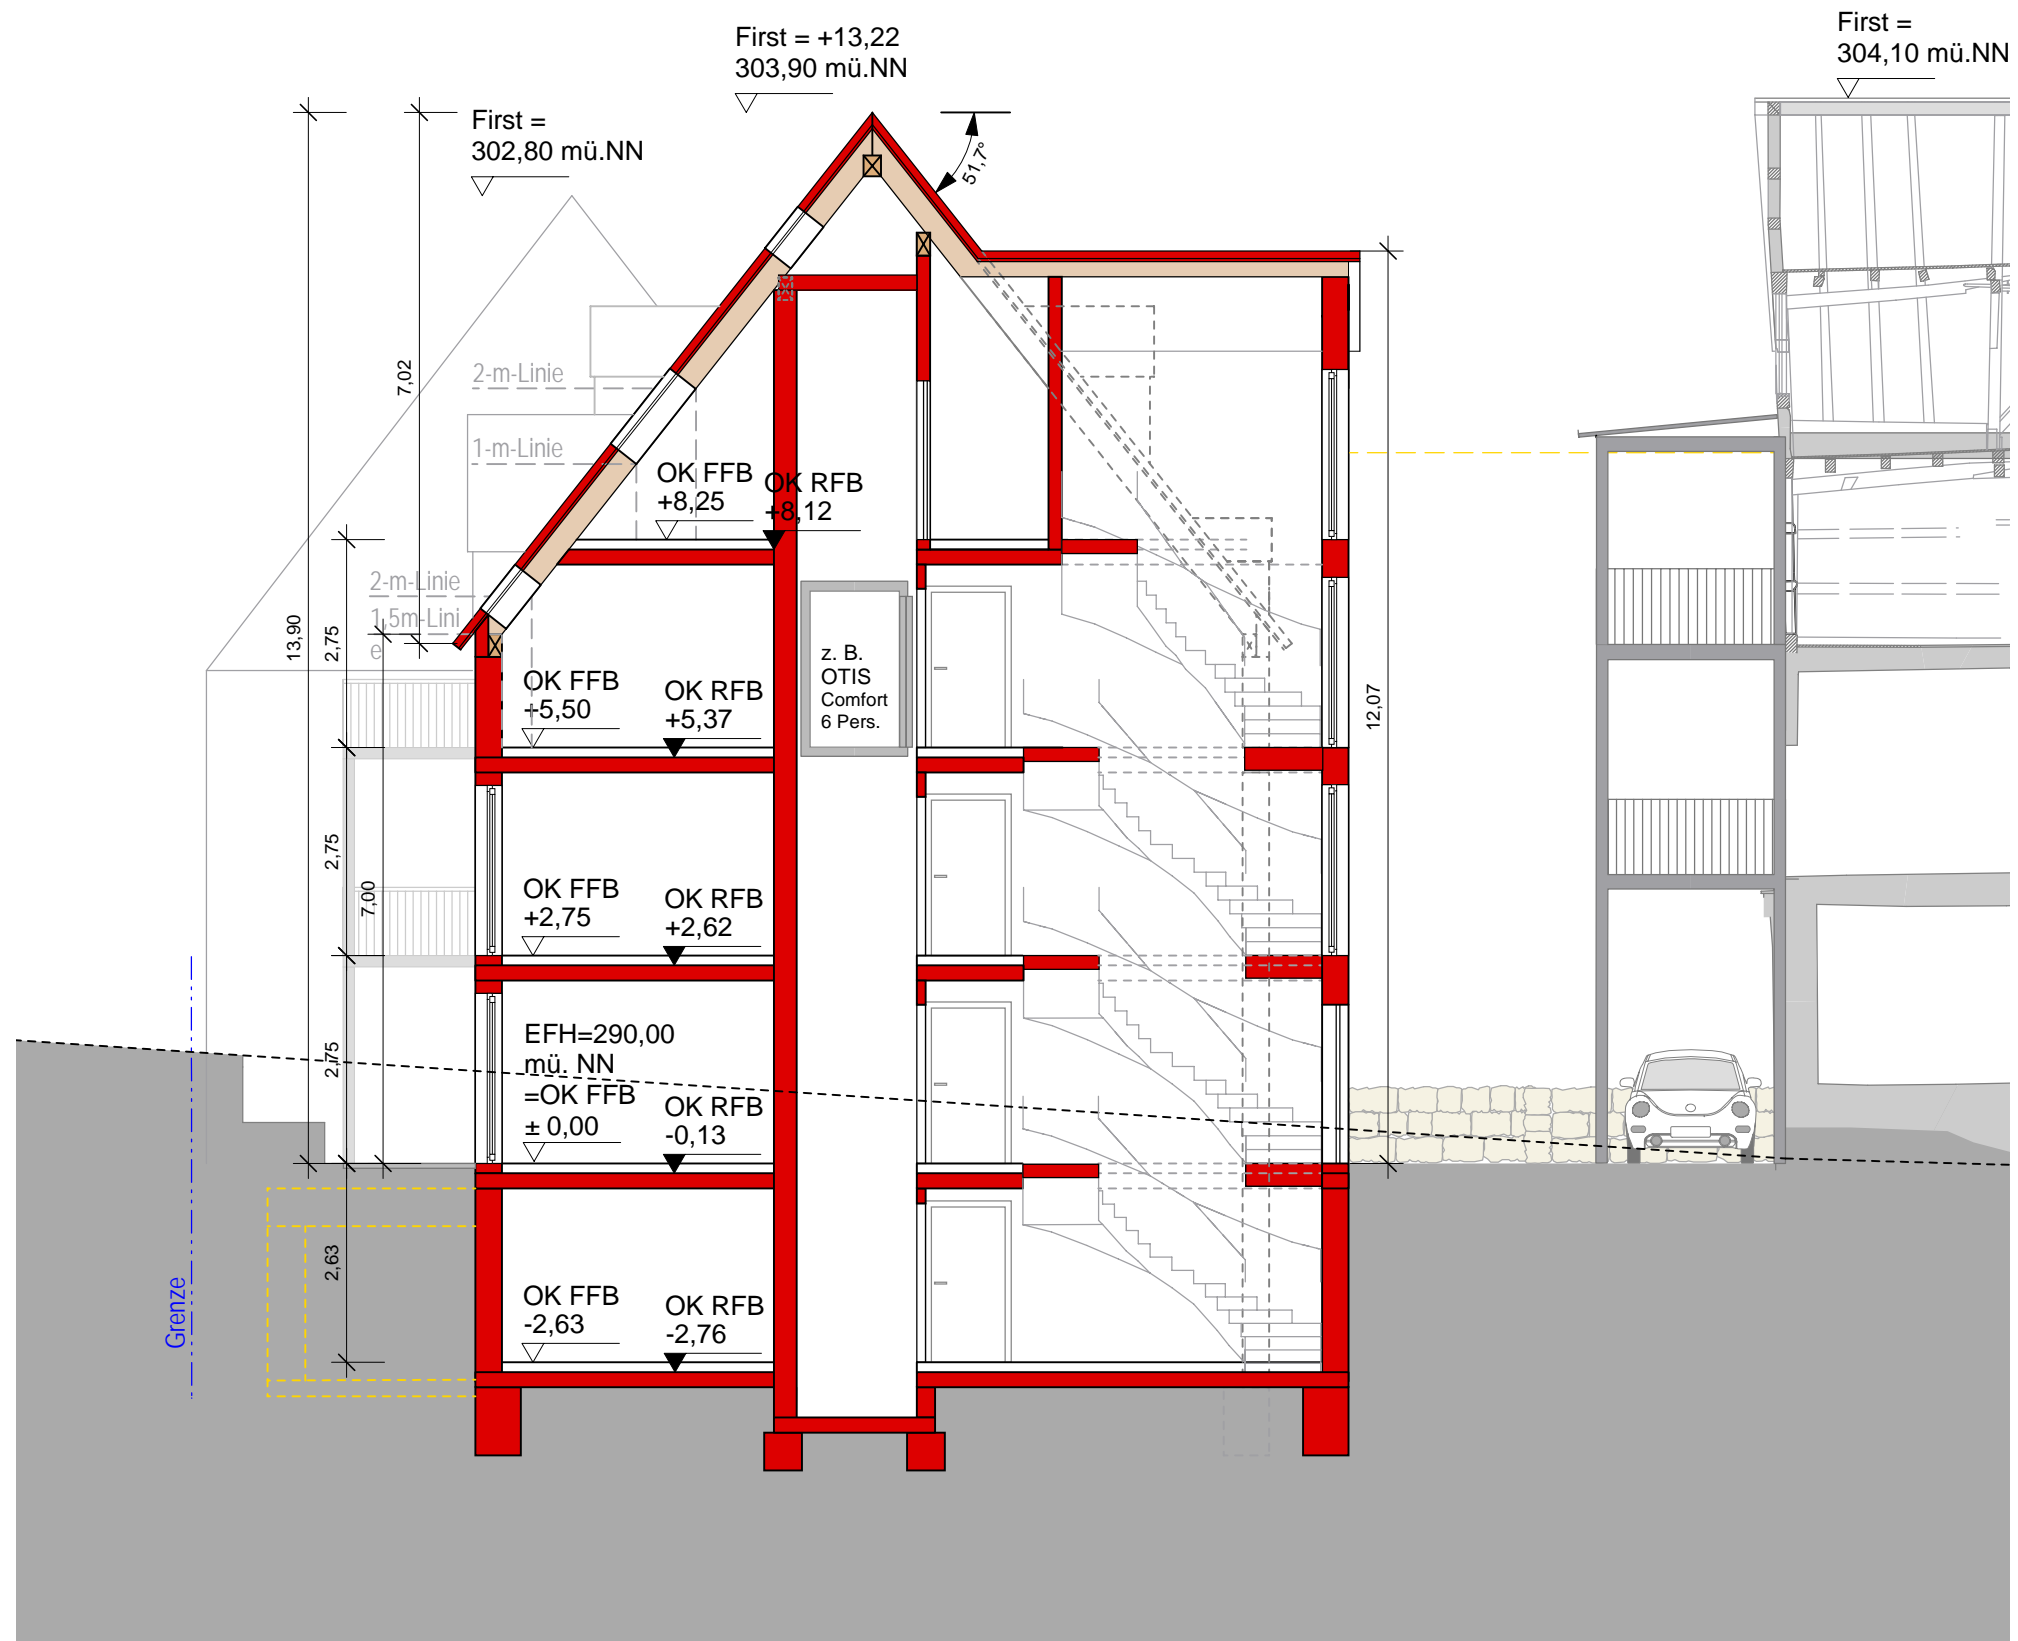 First = +13,22
303,90 mü.NN
First =
304,10 mü.NN
First =
302,80 mü.NN
51,7°
7,02
2-m-Linie
1-m-Linie
OK FFB
+8,25
OK RFB
+8,12
2-m-Linie
1,5m-Lini
e
13,90
2,75
z. B.
OTIS
Comfort
6 Pers.
OK FFB
+5,50
OK RFB
+5,37
12,07
2,75
7,00
OK FFB
+2,75
OK RFB
+2,62
2,75
EFH=290,00
mü. NN
=OK FFB
± 0,00
OK RFB
-0,13
2,63
Grenze
OK FFB
-2,63
OK RFB
-2,76